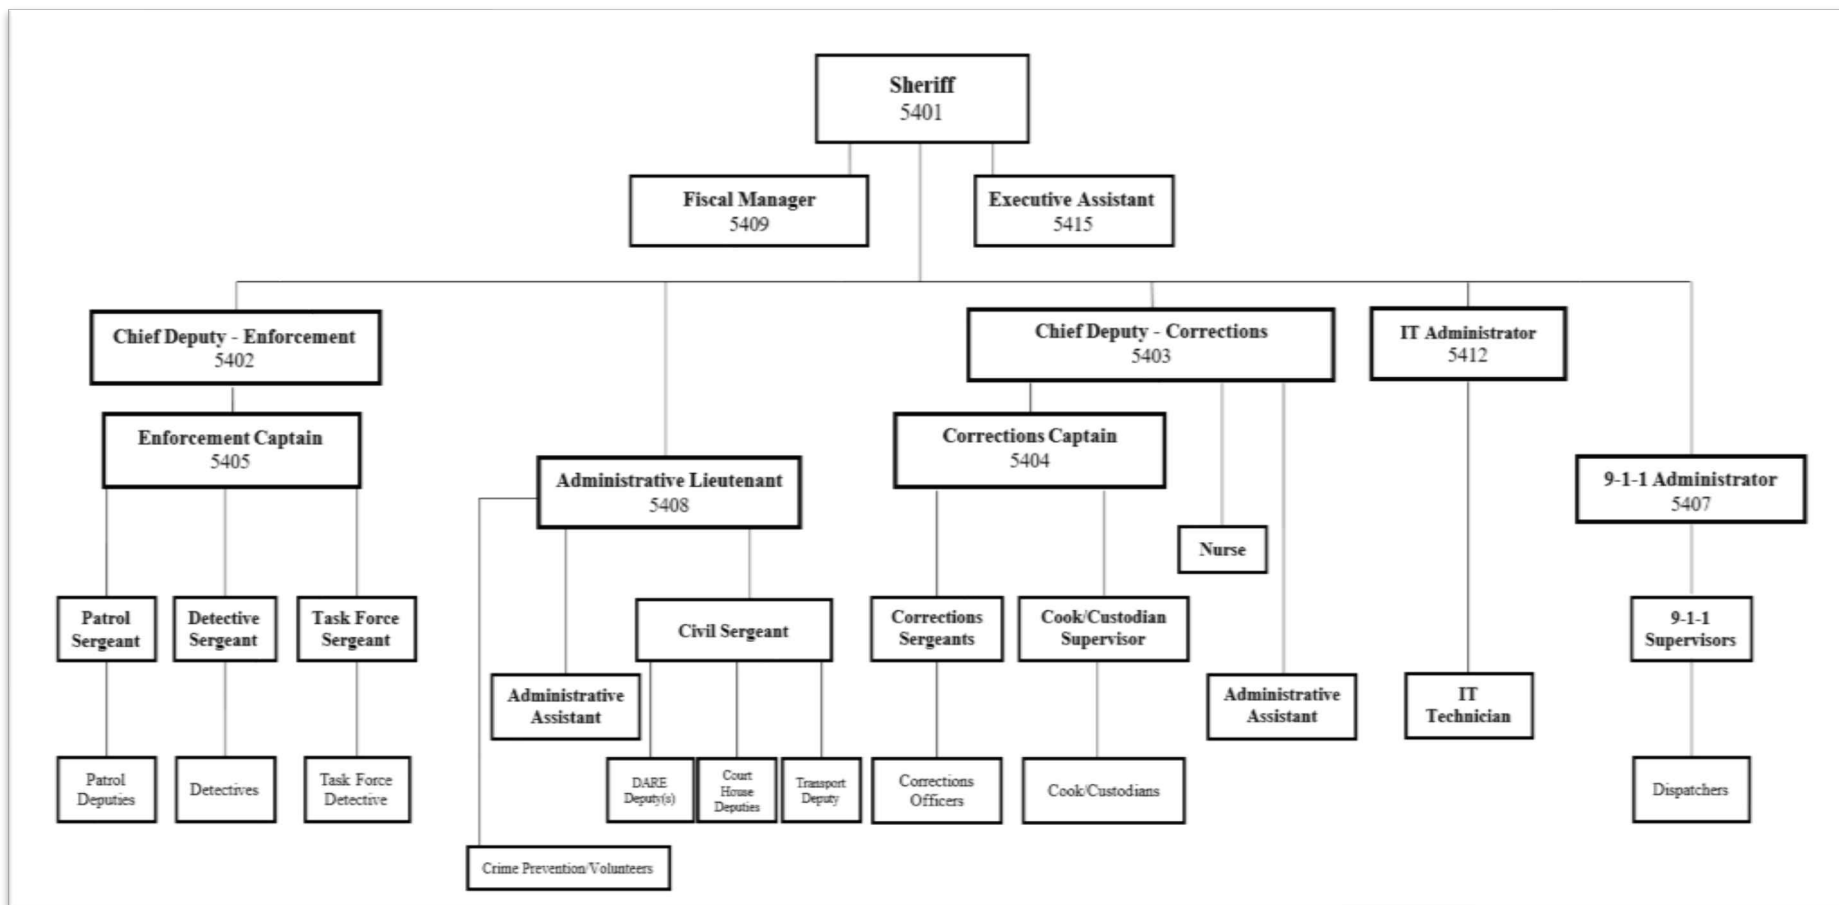 Sheriff
5401
Fiscal Manager
5409
Executive Assistant
5415
Chief Deputy - Enforcement
5402
Chief Deputy - Corrections
5403
IT Administrator
5412
Enforcement Captain
5405
Corrections Captain
5404
Administrative Lieutenant
5408
9-1-1 Administrator
5407
Nurse
Patrol
Sergeant
Detective
Sergeant
Task Force
Sergeant
Civil Sergeant
Corrections
Sergeants
Cook/Custodian
Supervisor
9-1-1
Supervisors
Administrative
Assistant
Administrative
Assistant
IT
Technician
Patrol
Deputies
Detectives
Task Force
Detective
DARE
Deputy(s)
Court
House
Deputies
Transport
Deputy
Corrections
Officers
Cook/Custodians
Dispatchers
Crime Prevention/Volunteers